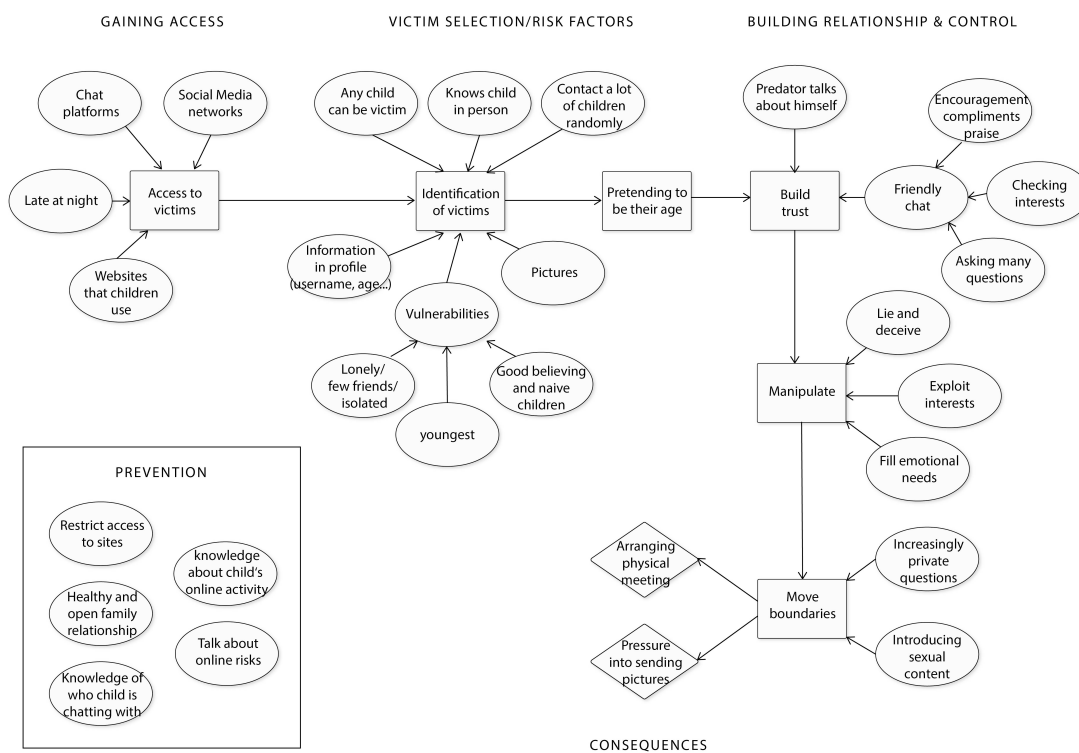 GAINING ACCESS
VICTIM SELECTION/RISK FACTORS
BUILDING RELATIONSHIP & CONTROL
Chat
platforms
Social Media
networks
Late at night
Access to
victims
Websites
that children
use
Any child
can be victim
Knows child
in person
Contact a lot
of children
randomly
Identification
of victims
Information
in profile
(username, age...)
Pictures
Vulnerabilities
Lonely/
few friends/
isolated
Good believing
and naive
children
youngest
Pretending to
be their age
Predator talks
about himself
Encouragement
compliments
praise
Build
trust
Friendly
chat
Checking
interests
Asking many
questions
Lie and
deceive
Manipulate
Exploit
interests
Fill emotional
needs
Arranging
physical
meeting
Increasingly
private
questions
Move
boundaries
Pressure
into sending
pictures
Introducing
sexual
content
PREVENTION
Restrict access
to sites
knowledge
about child's
online activity
Healthy and
open family
relationship
Talk about
online risks
Knowledge of
who child is
chatting with
CONSEQUENCES